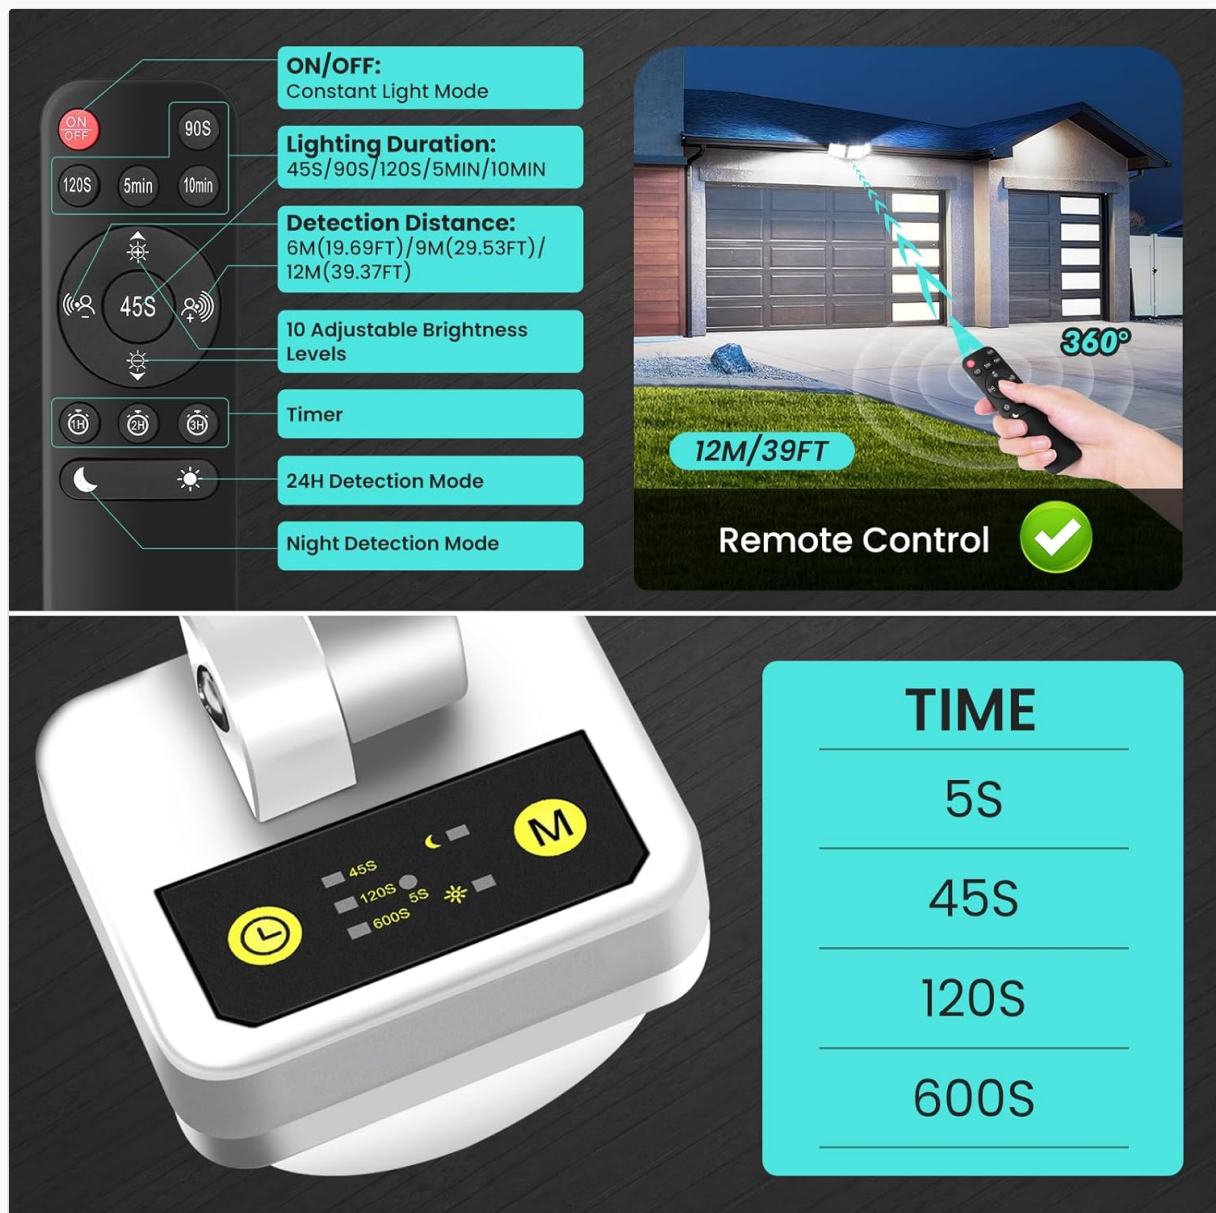 ON/OFF:
Constant Light Mode
Lighting Duration:
45S/90S/120S/5MIN/10MIN
Detection Distance:
6M(19.69FT)/9M(29.53FT)/
12M(39.37FT)
10 Adjustable Brightness
Levels
Timer
24H Detection Mode
Night Detection Mode
ON
OFF
90S
120S
5min
10min
45S
1H
2H
3H
360°
12M/39FT
Remote Control
45S
120S
5S
600S
M
TIME
5S
45S
120S
600S